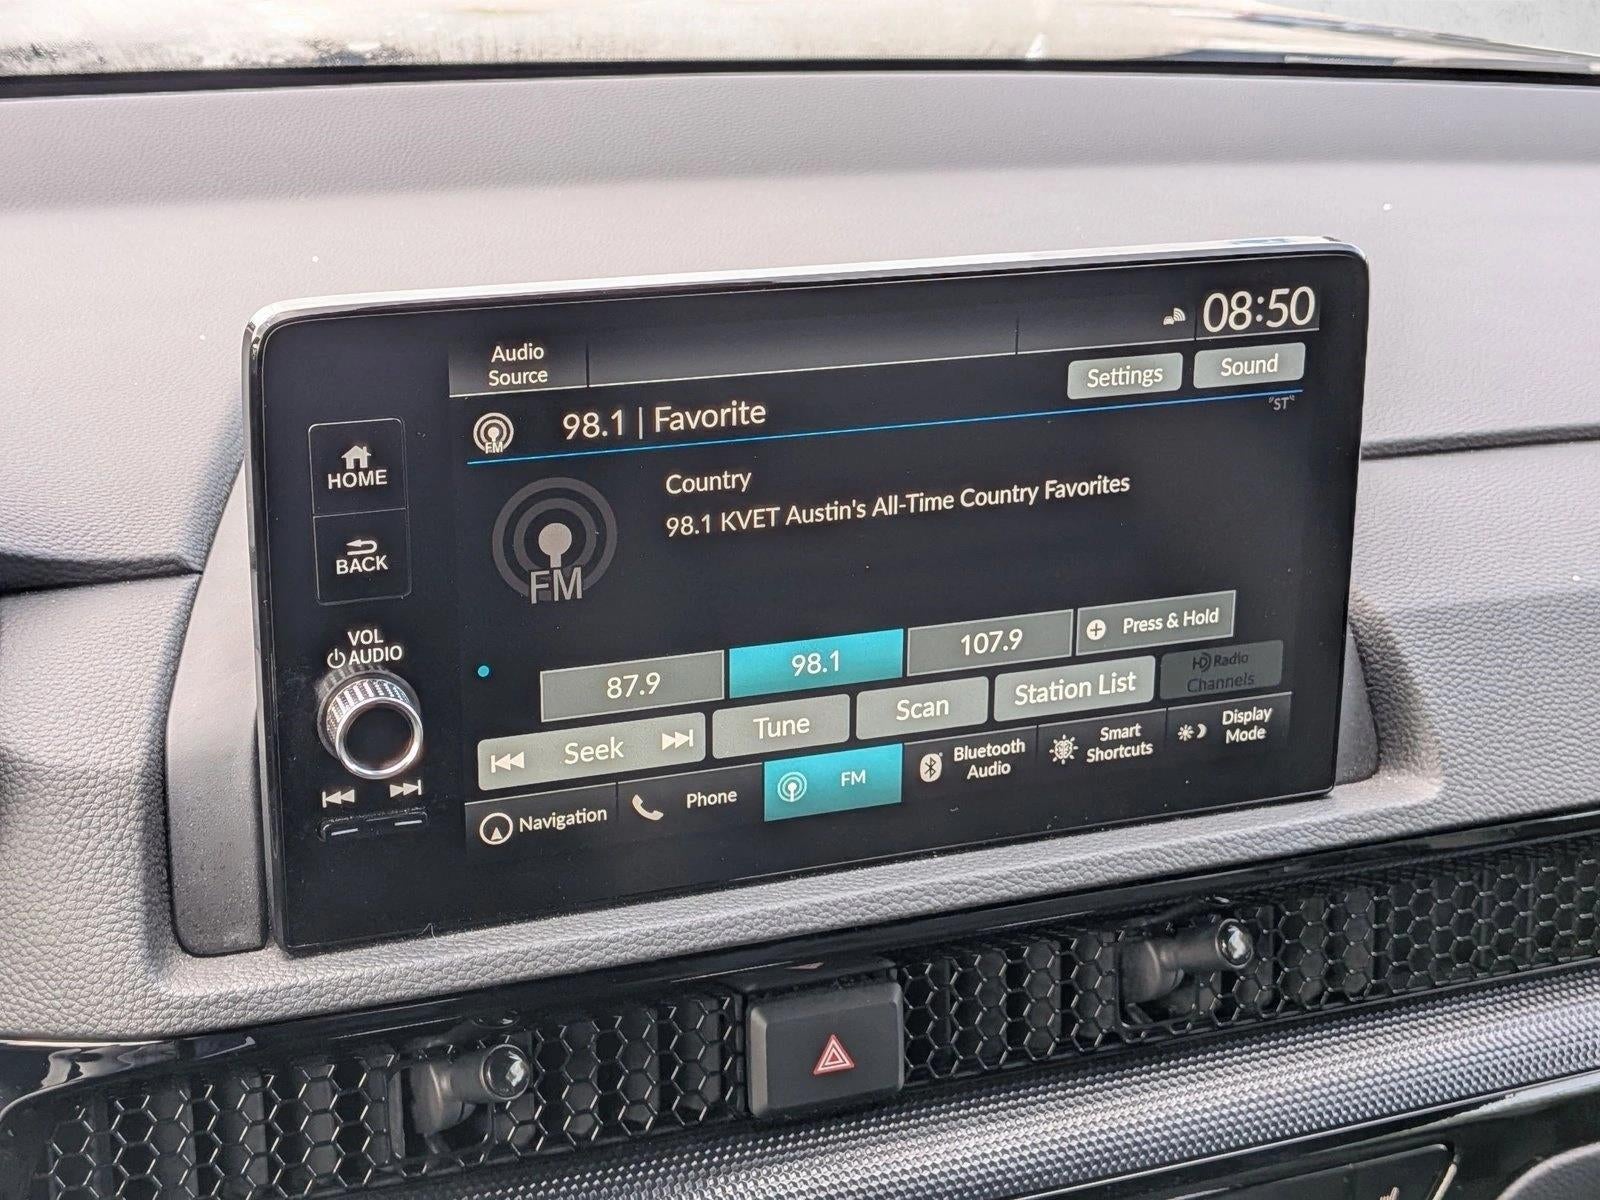 08:50
Audio
Source
Settings
Sound
FM
98.1 | Favorite
"ST"
HOME
BACK
VOL
AUDIO
FM
Country
98.1 KVET Austin's All-Time Country Favorites
87.9
98.1
107.9
Press & Hold
Seek
Tune
Scan
Station List
HD Radio
Channels
Navigation
Phone
FM
Bluetooth
Audio
Smart
Shortcuts
Display
Mode